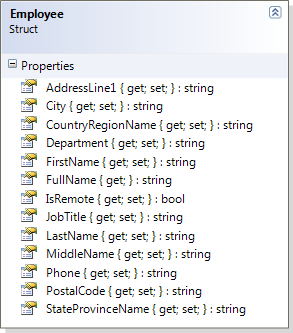 Employee
Struct
Properties
AddressLine1 { get; set; } : string
City { get; set; } : string
CountryRegionName { get; set; } : string
Department { get; set; } : string
FirstName { get; set; } : string
FullName { get; set; } : string
IsRemote { get; set; } : bool
JobTitle { get; set; } : string
LastName { get; set; } : string
MiddleName { get; set; } : string
Phone { get; set; } : string
PostalCode { get; set; } : string
StateProvinceName { get; set; } : string